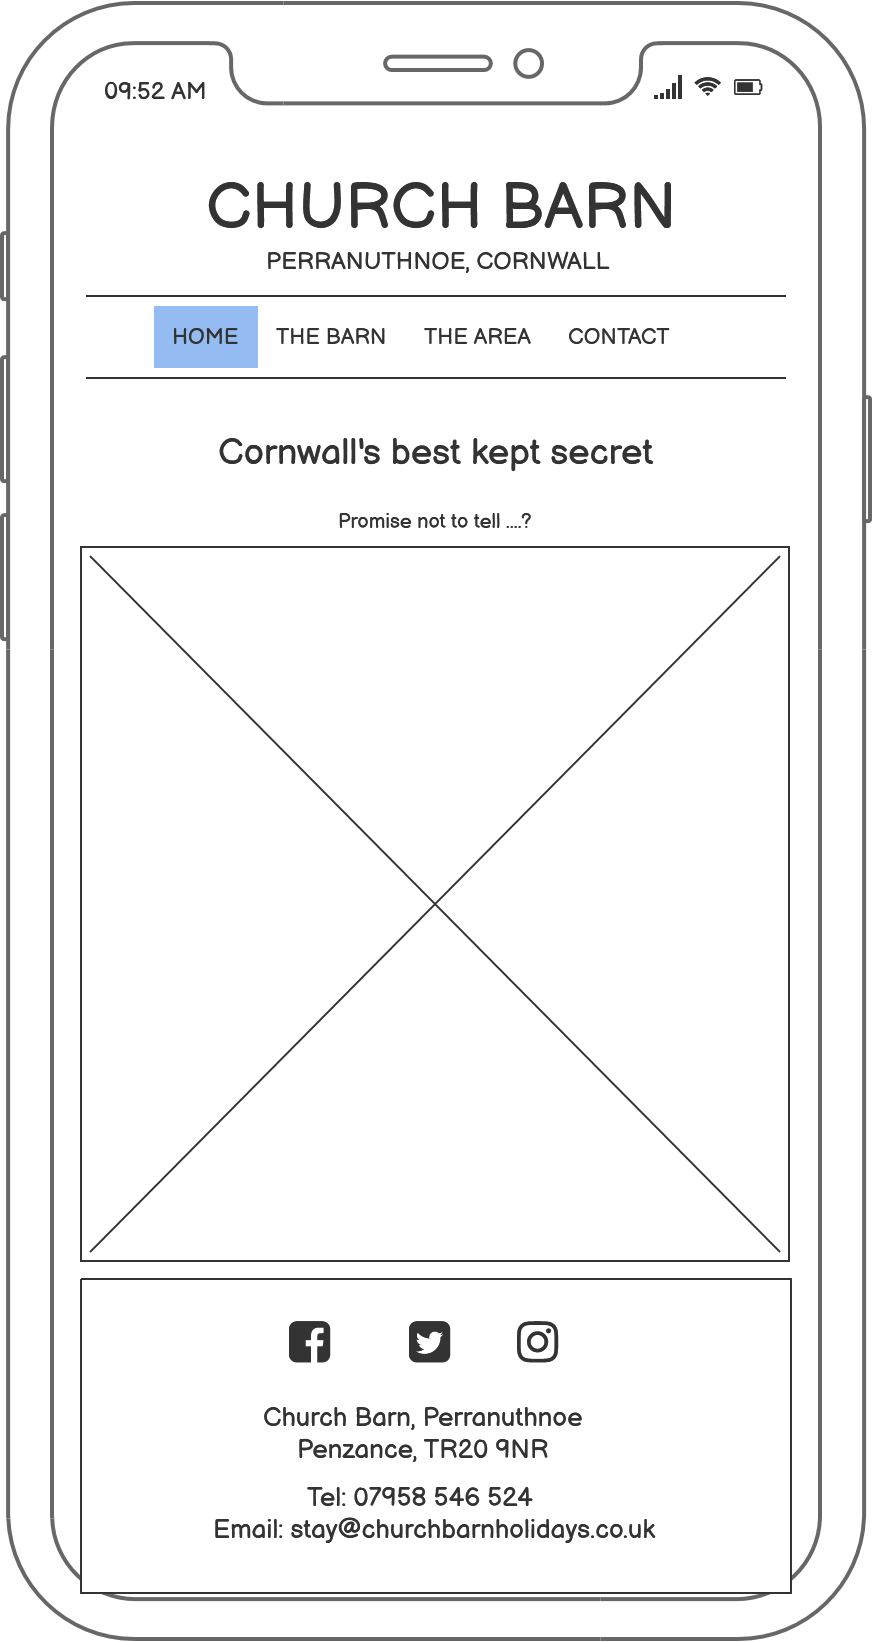 09:52 AM
CHURCH BARN
PERRANUTHNOE, CORNWALL
HOME THE BARN THE AREA CONTACT
Cornwall's best kept secret
Promise not to tell ....?
Church Barn, Perranuthnoe
Penzance, TR20 9NR
Tel: 07958 546 524
Email: stay@churchbarnholidays.co.uk